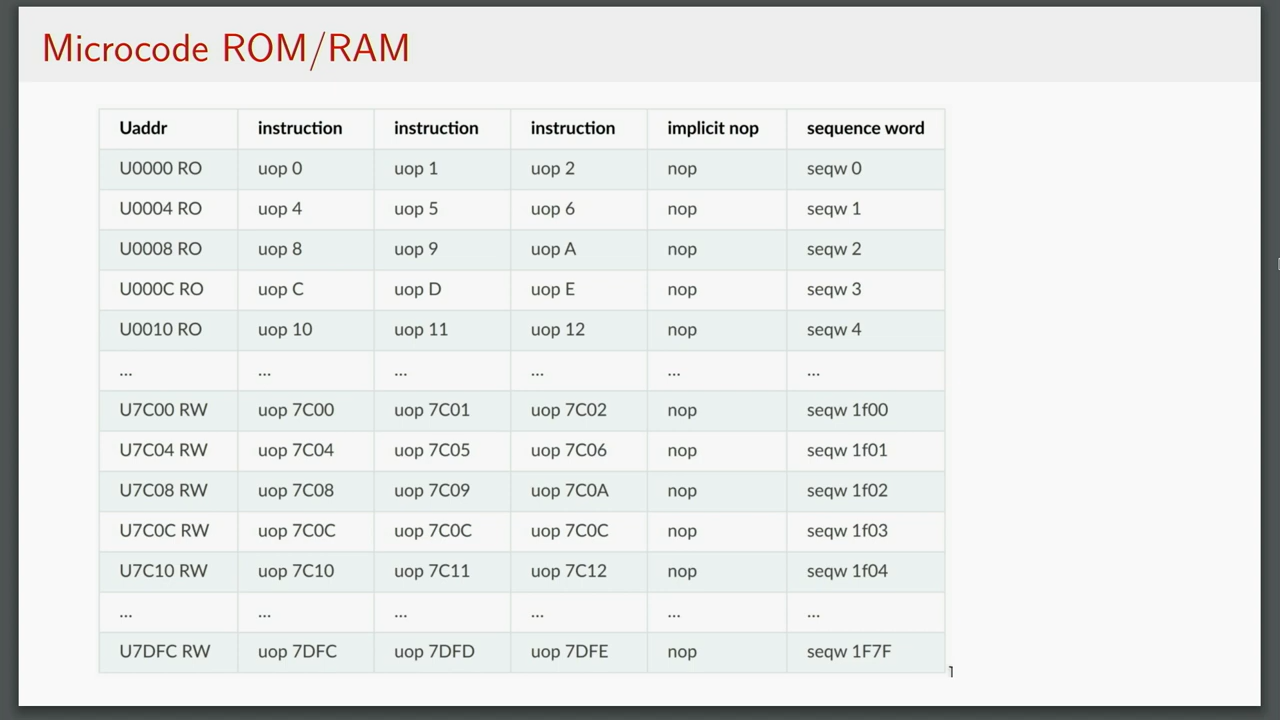 Microcode ROM/RAM
Uaddr instruction instruction instruction implicit nop sequence word
U0000 RO uop 0 uop 1 uop 2 nop seqw 0
U0004 RO uop 4 uop 5 uop 6 nop seqw 1
U0008 RO uop 8 uop 9 uop A nop seqw 2
U000C RO uop C uop D uop E nop seqw 3
U0010 RO uop 10 uop 11 uop 12 nop seqw 4
... ... ... ... ... ...
U7C00 RW uop 7C00 uop 7C01 uop 7C02 nop seqw 1f00
U7C04 RW uop 7C04 uop 7C05 uop 7C06 nop seqw 1f01
U7C08 RW uop 7C08 uop 7C09 uop 7C0A nop seqw 1f02
U7C0C RW uop 7C0C uop 7C0C uop 7C0C nop seqw 1f03
U7C10 RW uop 7C10 uop 7C11 uop 7C12 nop seqw 1f04
... ... ... ... ... ...
U7DFC RW uop 7DFC uop 7DFD uop 7DFE nop seqw 1F7F
1